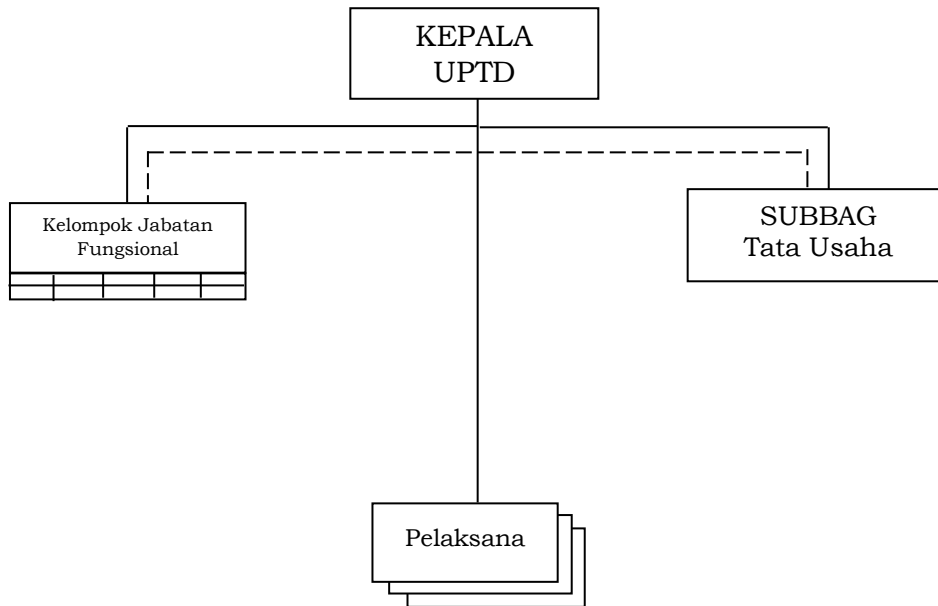 KEPALA
UPTD
Kelompok Jabatan
Fungsional
SUBBAG
Tata Usaha
Pelaksana